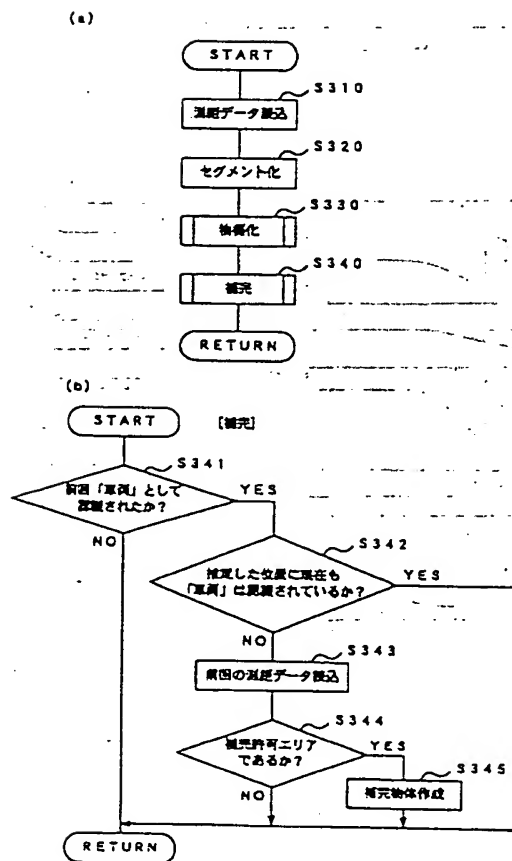 (a)
START
S310
測距データ読込
S320
セグメント化
S330
物標化
S340
補完
RETURN
(b)
START
[補完]
S341
前回「車両」として
認識されたか？
YES
NO
S342
推定した位置に現在も
「車両」は認識されているか？
YES
NO
S343
前回の測距データ読込
S344
補完許可エリア
であるか？
YES
NO
S345
補完物体作成
RETURN